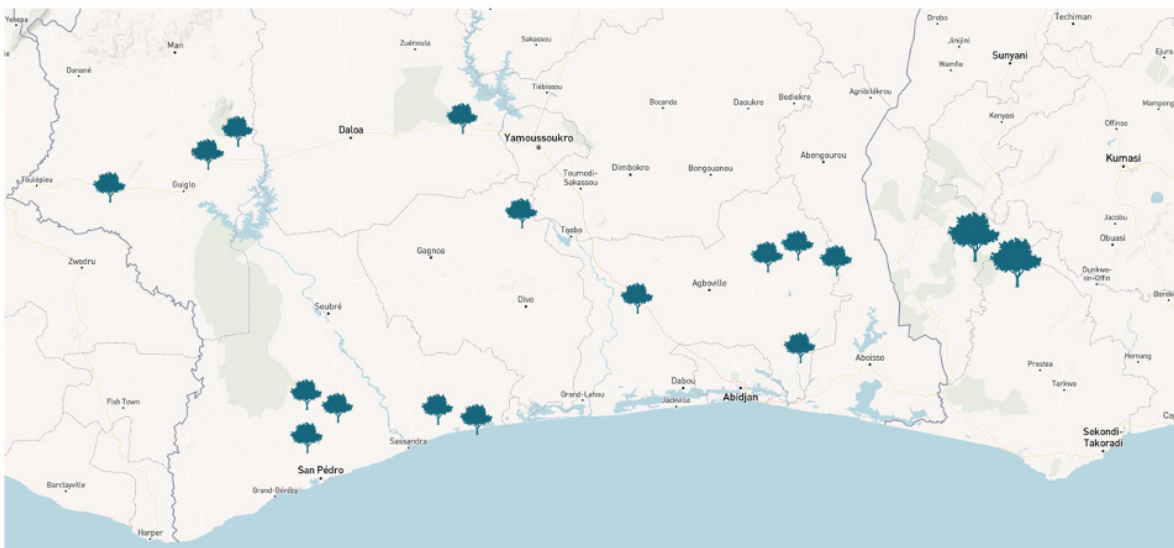 Yekepa
Drobo
Techiman
Man
Zuénoula
Sakassou
Jinijini
Sunyani
Ejura
Danané
Wamfie
Tiébissou
Agnibilékrou
Bocanda
Daoukro
Bediekro
Mampong
Kenyasi
Offinso
Daloa
Yamoussoukro
Abengourou
Kumasi
Toulépleu
Guiglo
Toumodi-
Sakassou
Dimbokro
Bongouanou
Jacobu
Taabo
Obuasi
Gagnoa
Zwedru
Dunkwa-
on-Offin
Agboville
Divo
Soubré
Aboisso
Prestea
Hemang
Tarkwa
Dabou
Abidjan
Grand-Lahou
Jackville
Fish Town
Sassandra
Sekondi-
Takoradi
San Pédro
Barclayville
Grand-Béréby
Harper